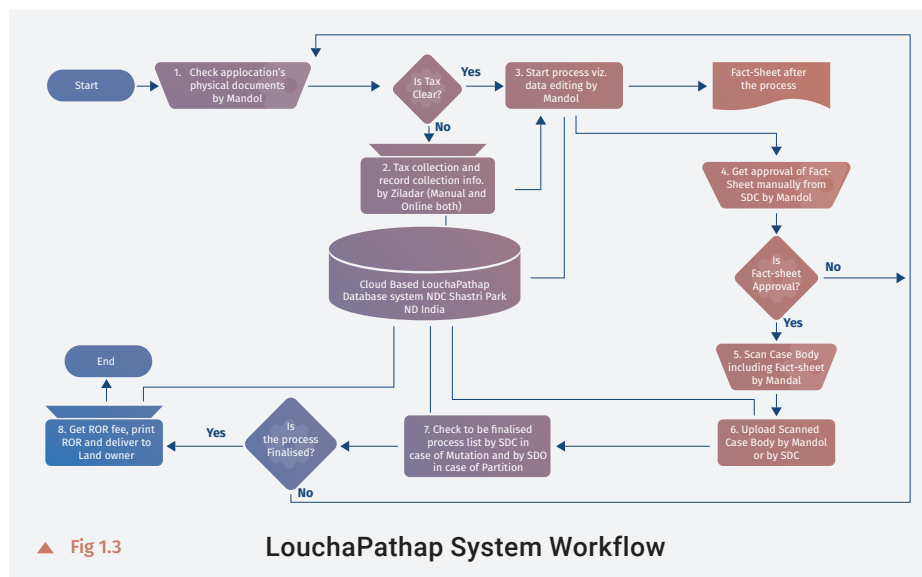 Start
1. Check applocation's
physical documents
by Mandol
Is Tax
Clear?
Yes
No
3. Start process viz.
data editing by
Mandol
Fact-Sheet after
the process
2. Tax collection and
record collection info.
by Ziladar (Manual and
Online both)
4. Get approval of Fact-
Sheet manually from
SDC by Mandol
Cloud Based LouchaPathap
Database system NDC Shastri Park
ND India
Is
Fact-sheet
Approval?
No
Yes
5. Scan Case Body
including Fact-sheet
by Mandal
6. Upload Scanned
Case Body by Mandol
or by SDC
7. Check to be finalised
process list by SDC in
case of Mutation and by SDO
in case of Partition
Is
the process
Finalised?
Yes
No
8. Get ROR fee, print
ROR and deliver to
Land owner
End
Fig 1.3
LouchaPathap System Workflow